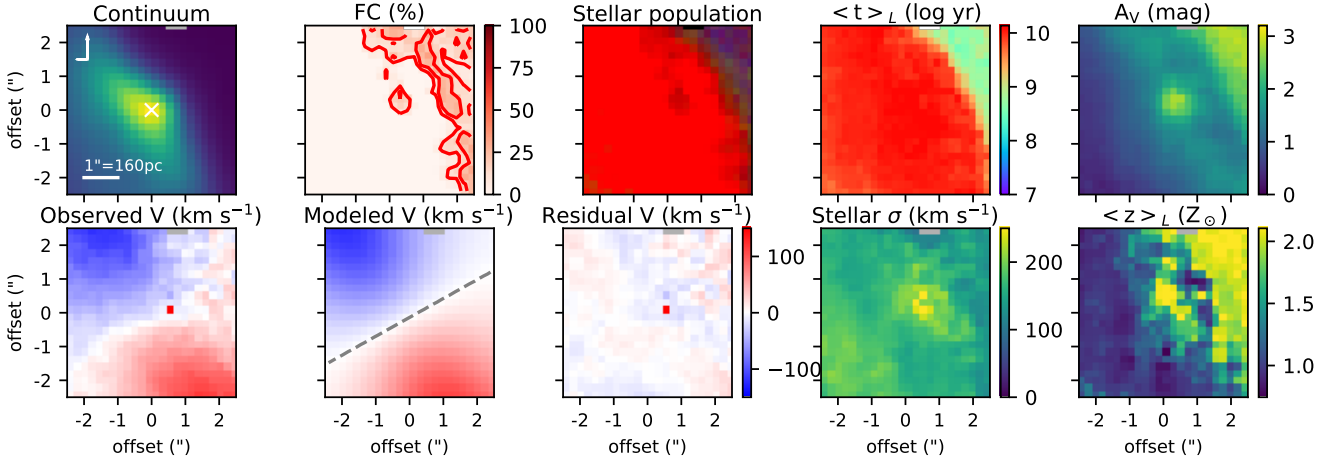 Continuum
FC (%)
Stellar population
< t >L (log yr)
AV (mag)
offset (")
2
1
0
-1
-2
1"=160pc
100
75
50
25
0
10
9
8
7
3
2
1
0
Observed V (km s−1)
Modeled V (km s−1)
Residual V (km s−1)
Stellar σ (km s−1)
< z >L (Z⊙)
offset (")
2
1
0
-1
-2
100
0
−100
200
100
0
2.0
1.5
1.0
-2 -1 0 1 2
-2 -1 0 1 2
-2 -1 0 1 2
-2 -1 0 1 2
-2 -1 0 1 2
offset (")
offset (")
offset (")
offset (")
offset (")